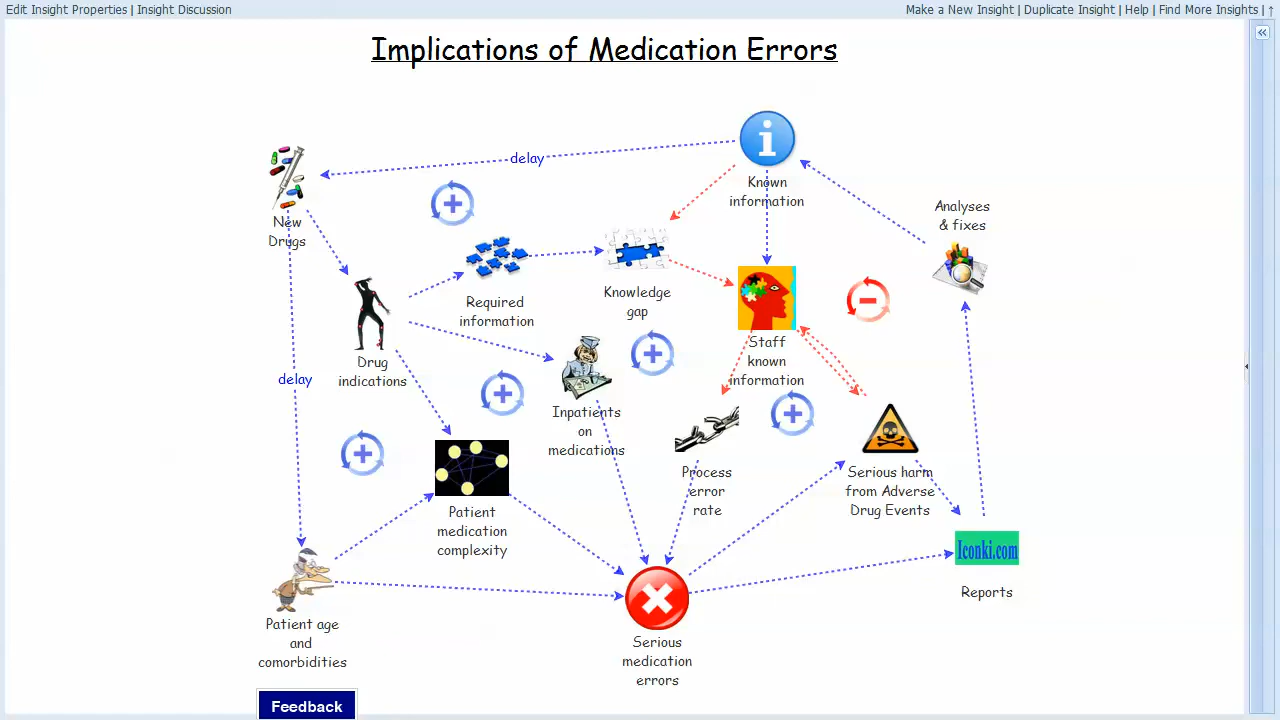 Edit Insight Properties | Insight Discussion
Make a New Insight | Duplicate Insight | Help | Find More Insights | ↑
Implications of Medication Errors
Known
information
delay
New
Drugs
Analyses
& fixes
Required
information
Knowledge
gap
Staff
known
information
Drug
indications
delay
Inpatients
on
medications
Process
error
rate
Serious harm
from Adverse
Drug Events
Patient
medication
complexity
Iconki.com
Reports
Patient age
and
comorbidities
Serious
medication
errors
Feedback